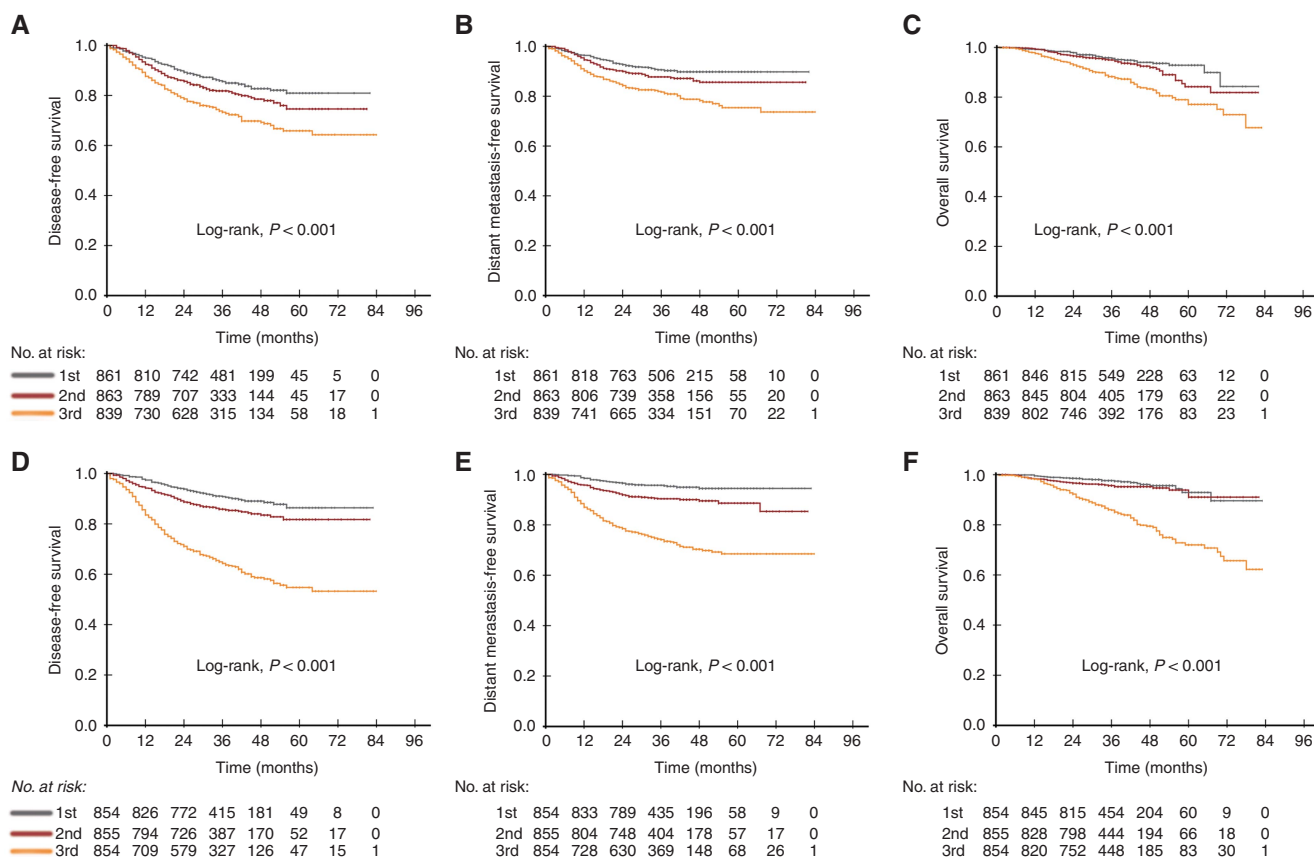 A
1.0
0.8
0.6
0.4
0.2
0.0
Disease-free survival
Log-rank, P < 0.001
0 12 24 36 48 60 72 84 96
Time (months)
No. at risk:
1st 861 810 742 481 199 45 5 0
2nd 863 789 707 333 144 45 17 0
3rd 839 730 628 315 134 58 18 1
B
1.0
0.8
0.6
0.4
0.2
0.0
Distant metastasis-free survival
Log-rank, P < 0.001
0 12 24 36 48 60 72 84 96
Time (months)
No. at risk:
1st 861 818 763 506 215 58 10 0
2nd 863 806 739 358 156 55 20 0
3rd 839 741 665 334 151 70 22 1
C
1.0
0.8
0.6
0.4
0.2
0.0
Overall survival
Log-rank, P < 0.001
0 12 24 36 48 60 72 84 96
Time (months)
No. at risk:
1st 861 846 815 549 228 63 12 0
2nd 863 845 804 405 179 63 22 0
3rd 839 802 746 392 176 83 23 1
D
1.0
0.8
0.6
0.4
0.2
0.0
Disease-free survival
Log-rank, P < 0.001
0 12 24 36 48 60 72 84 96
Time (months)
No. at risk:
1st 854 826 772 415 181 49 8 0
2nd 855 794 726 387 170 52 17 0
3rd 854 709 579 327 126 47 15 1
E
1.0
0.8
0.6
0.4
0.2
0.0
Distant merastasis-free survival
Log-rank, P < 0.001
0 12 24 36 48 60 72 84 96
Time (months)
No. at risk:
1st 854 833 789 435 196 58 9 0
2nd 855 804 748 404 178 57 17 0
3rd 854 728 630 369 148 68 26 1
F
1.0
0.8
0.6
0.4
0.2
0.0
Overall survival
Log-rank, P < 0.001
0 12 24 36 48 60 72 84 96
Time (months)
No. at risk:
1st 854 845 815 454 204 60 9 0
2nd 855 828 798 444 194 66 18 0
3rd 854 820 752 448 185 83 30 1